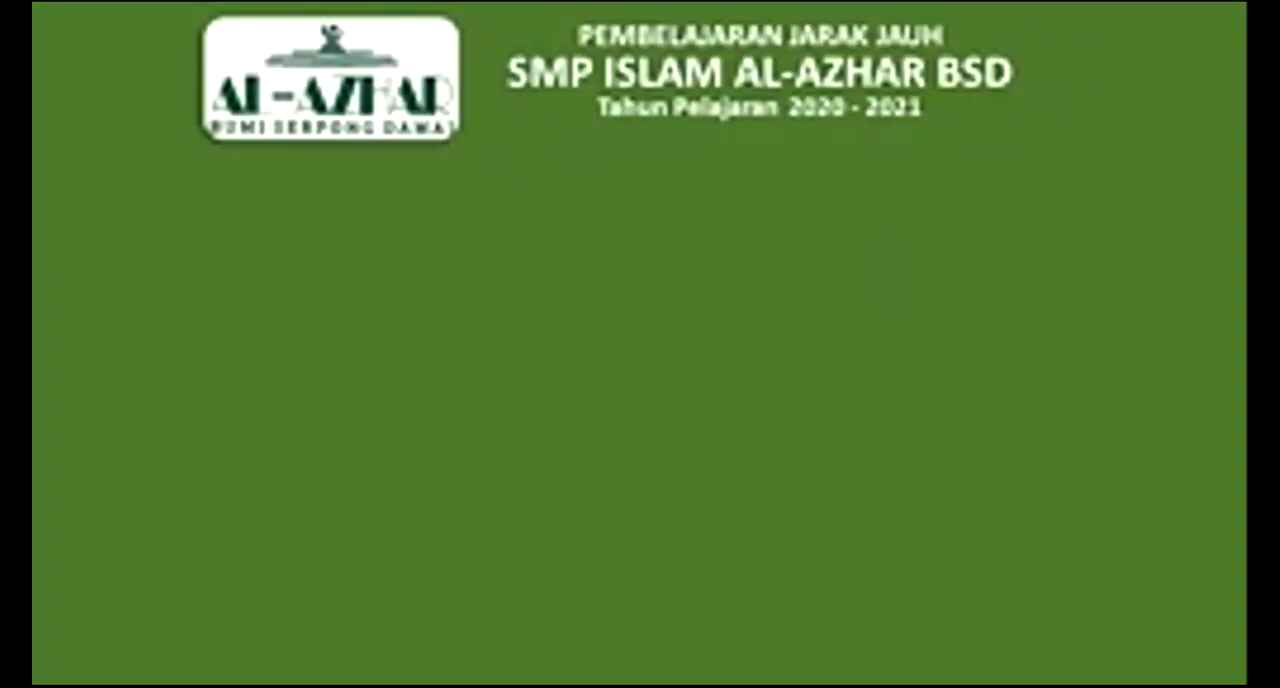 AL-AZHAR
BUMI SERPONG DAMAI
PEMBELAJARAN JARAK JAUH
SMP ISLAM AL-AZHAR BSD
Tahun Pelajaran 2020 - 2021